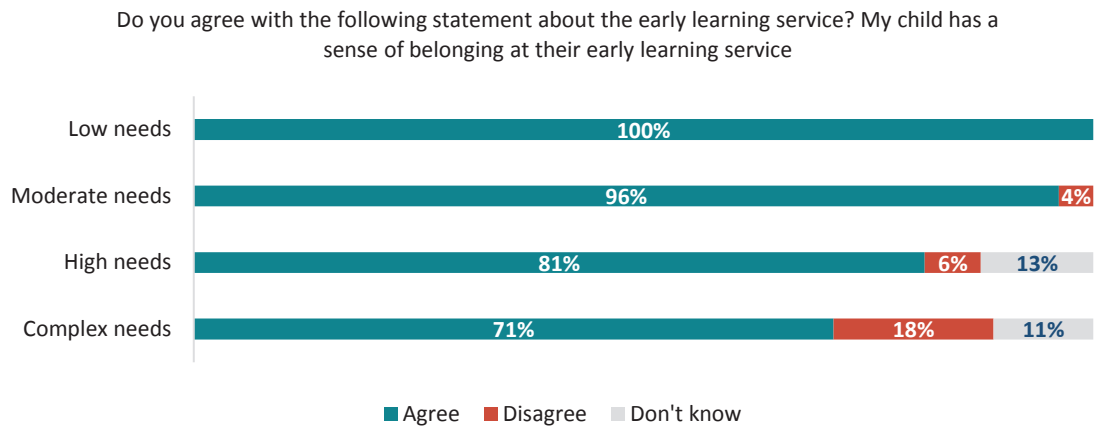 Do you agree with the following statement about the early learning service? My child has a
sense of belonging at their early learning service
Low needs
100%
Moderate needs
96%
4%
High needs
81%
6%
13%
Complex needs
71%
18%
11%
Agree
Disagree
Don't know